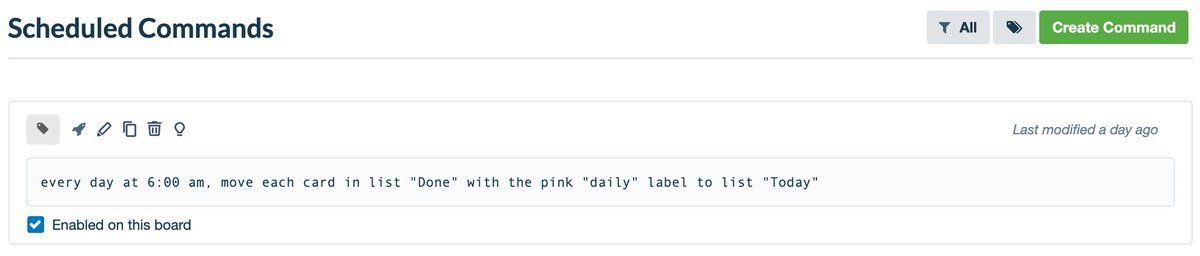 Scheduled Commands
All
Create Command
Last modified a day ago
every day at 6:00 am, move each card in list "Done" with the pink "daily" label to list "Today"
Enabled on this board